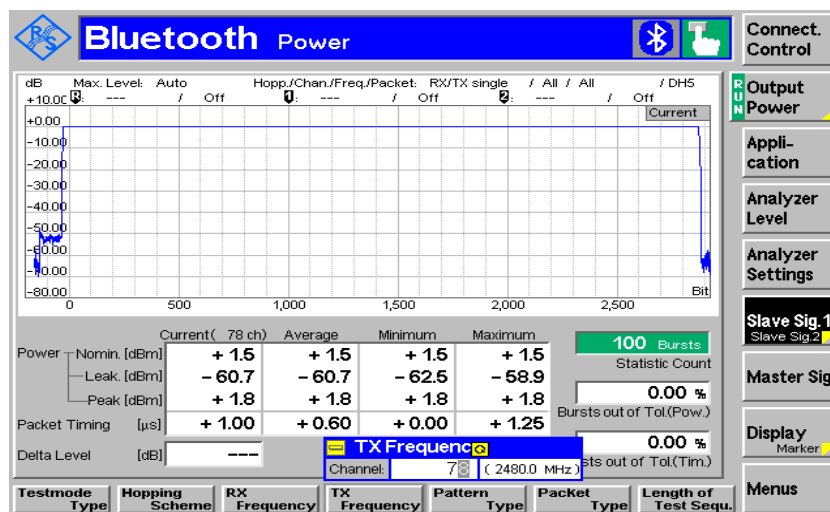 R&S Bluetooth Power
Connect. Control
dB Max. Level: Auto Hopp./Chan./Freq./Packet: RX/TX single / All / All / DH5
+10.00 R: --- / Off 1: --- / Off 2: --- / Off
Current
+0.00
-10.00
-20.00
-30.00
-40.00
-50.00
-60.00
-70.00
-80.00
Bit
0 500 1,000 1,500 2,000 2,500
RUN Output Power
Appli- cation
Analyzer Level
Analyzer Settings
Slave Sig.1
Slave Sig.2
Master Sig
Display
Marker
Menus
Current( 78 ch) Average Minimum Maximum
Power Nomin. [dBm] + 1.5 + 1.5 + 1.5 + 1.5
Leak. [dBm] - 60.7 - 60.7 - 62.5 - 58.9
Peak [dBm] + 1.8 + 1.8 + 1.8 + 1.8
Packet Timing [µs] + 1.00 + 0.60 + 0.00 + 1.25
Delta Level [dB] ---
100 Bursts
Statistic Count
0.00 %
Bursts out of Tol.(Pow.)
0.00 %
sts out of Tol.(Tim.)
TX Frequenc
Channel: 78 ( 2480.0 MHz)
Testmode Type
Hopping Scheme
RX Frequency
TX Frequency
Pattern Type
Packet Type
Length of Test Sequ.